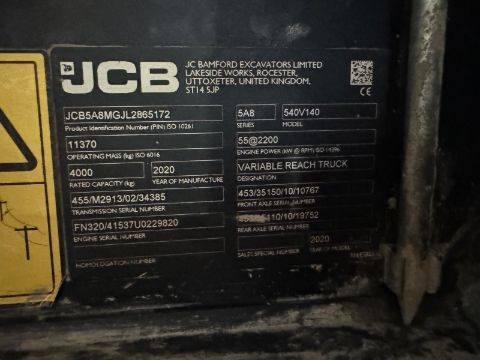 JCB
JC BAMFORD EXCAVATORS LIMITED
LAKESIDE WORKS, ROCESTER,
UTTOXETER, UNITED KINGDOM,
ST14 5JP
CE
JCB5A8MGJL2865172
Product Identification Number (PIN) ISO 10261
5AB 540V140
SERIES MODEL
11370
OPERATING MASS (kg) ISO 6016
55@2200
ENGINE POWER (kW @ RPM) ISO 14396
4000 2020
RATED CAPACITY (kg) YEAR OF MANUFACTURE
VARIABLE REACH TRUCK
DESIGNATION
455/M2913/02/34385
TRANSMISSION SERIAL NUMBER
453/35150/10/10767
FRONT AXLE SERIAL NUMBER
FN320/41537U0229820
ENGINE SERIAL NUMBER
110/10/19752
REAR AXLE SERIAL NUMBER
HOMOLOGATION NUMBER
2020
SALES SPECIAL NUMBER YEAR OF MODEL